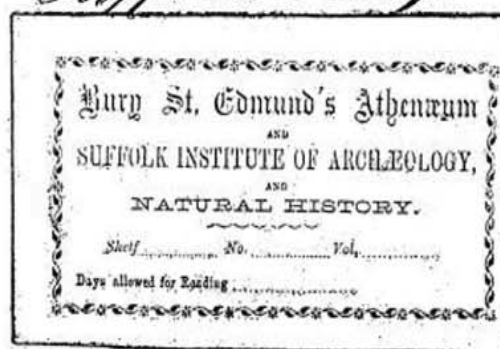 Bury St. Edmund's Athenæum
AND
SUFFOLK INSTITUTE OF ARCHÆOLOGY,
AND
NATURAL HISTORY.
Shelf.............. No. .............. Vol. ..............
Days allowed for Reading ..............